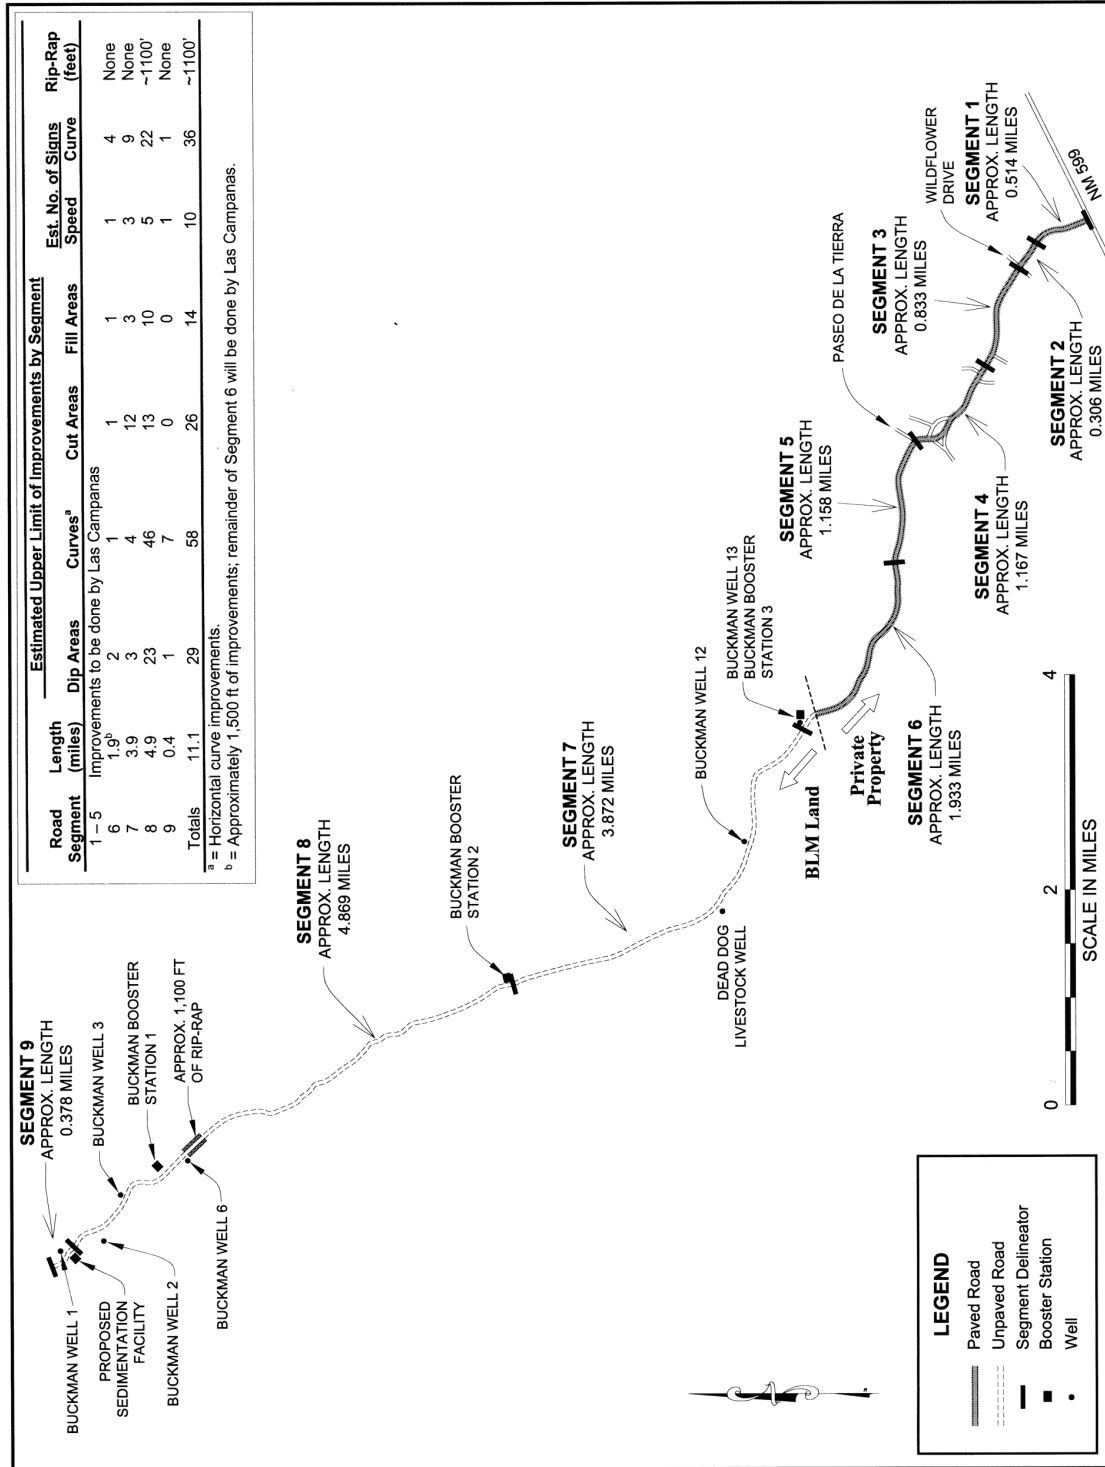 Estimated Upper Limit of Improvements by Segment
Road Segment Length (miles) Dip Areas Curvesᵃ Cut Areas Fill Areas Est. No. of Signs Speed Curve Rip-Rap (feet)
1 – 5 Improvements to be done by Las Campanas
6 1.9ᵇ 2 1 1 1 1 4 None
7 3.9 3 4 12 3 3 9 None
8 4.9 23 46 13 10 5 22 ~1100'
9 0.4 1 7 0 0 1 1 None
Totals 11.1 29 58 26 14 10 36 ~1100'
ᵃ = Horizontal curve improvements.
ᵇ = Approximately 1,500 ft of improvements; remainder of Segment 6 will be done by Las Campanas.
SEGMENT 9
APPROX. LENGTH
0.378 MILES
BUCKMAN WELL 3
BUCKMAN BOOSTER
STATION 1
APPROX. 1,100 FT
OF RIP-RAP
BUCKMAN WELL 1
PROPOSED
SEDIMENTATION
FACILITY
BUCKMAN WELL 2
BUCKMAN WELL 6
SEGMENT 8
APPROX. LENGTH
4.869 MILES
BUCKMAN BOOSTER
STATION 2
SEGMENT 7
APPROX. LENGTH
3.872 MILES
DEAD DOG
LIVESTOCK WELL
BUCKMAN WELL 12
BUCKMAN WELL 13
BUCKMAN BOOSTER
STATION 3
BLM Land
Private
Property
SEGMENT 6
APPROX. LENGTH
1.933 MILES
SEGMENT 5
APPROX. LENGTH
1.158 MILES
PASEO DE LA TIERRA
SEGMENT 4
APPROX. LENGTH
1.167 MILES
SEGMENT 3
APPROX. LENGTH
0.833 MILES
WILDFLOWER
DRIVE
SEGMENT 2
APPROX. LENGTH
0.306 MILES
SEGMENT 1
APPROX. LENGTH
0.514 MILES
NM 599
LEGEND
Paved Road
Unpaved Road
Segment Delineator
Booster Station
Well
0 2 4
SCALE IN MILES